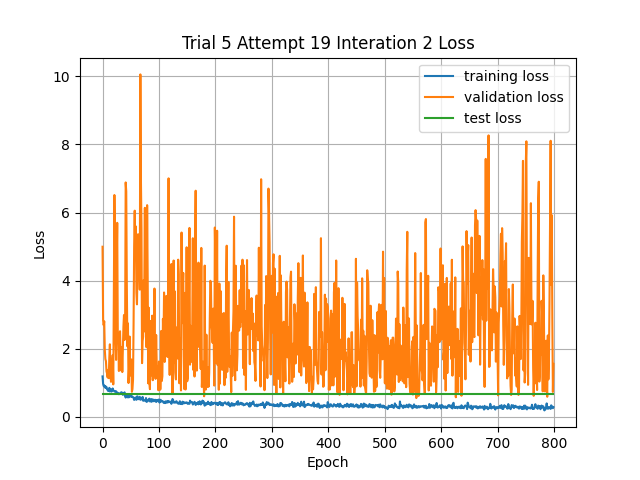 Trial 5 Attempt 19 Interation 2 Loss
training loss
validation loss
test loss
Loss
10
8
6
4
2
0
0 100 200 300 400 500 600 700 800
Epoch